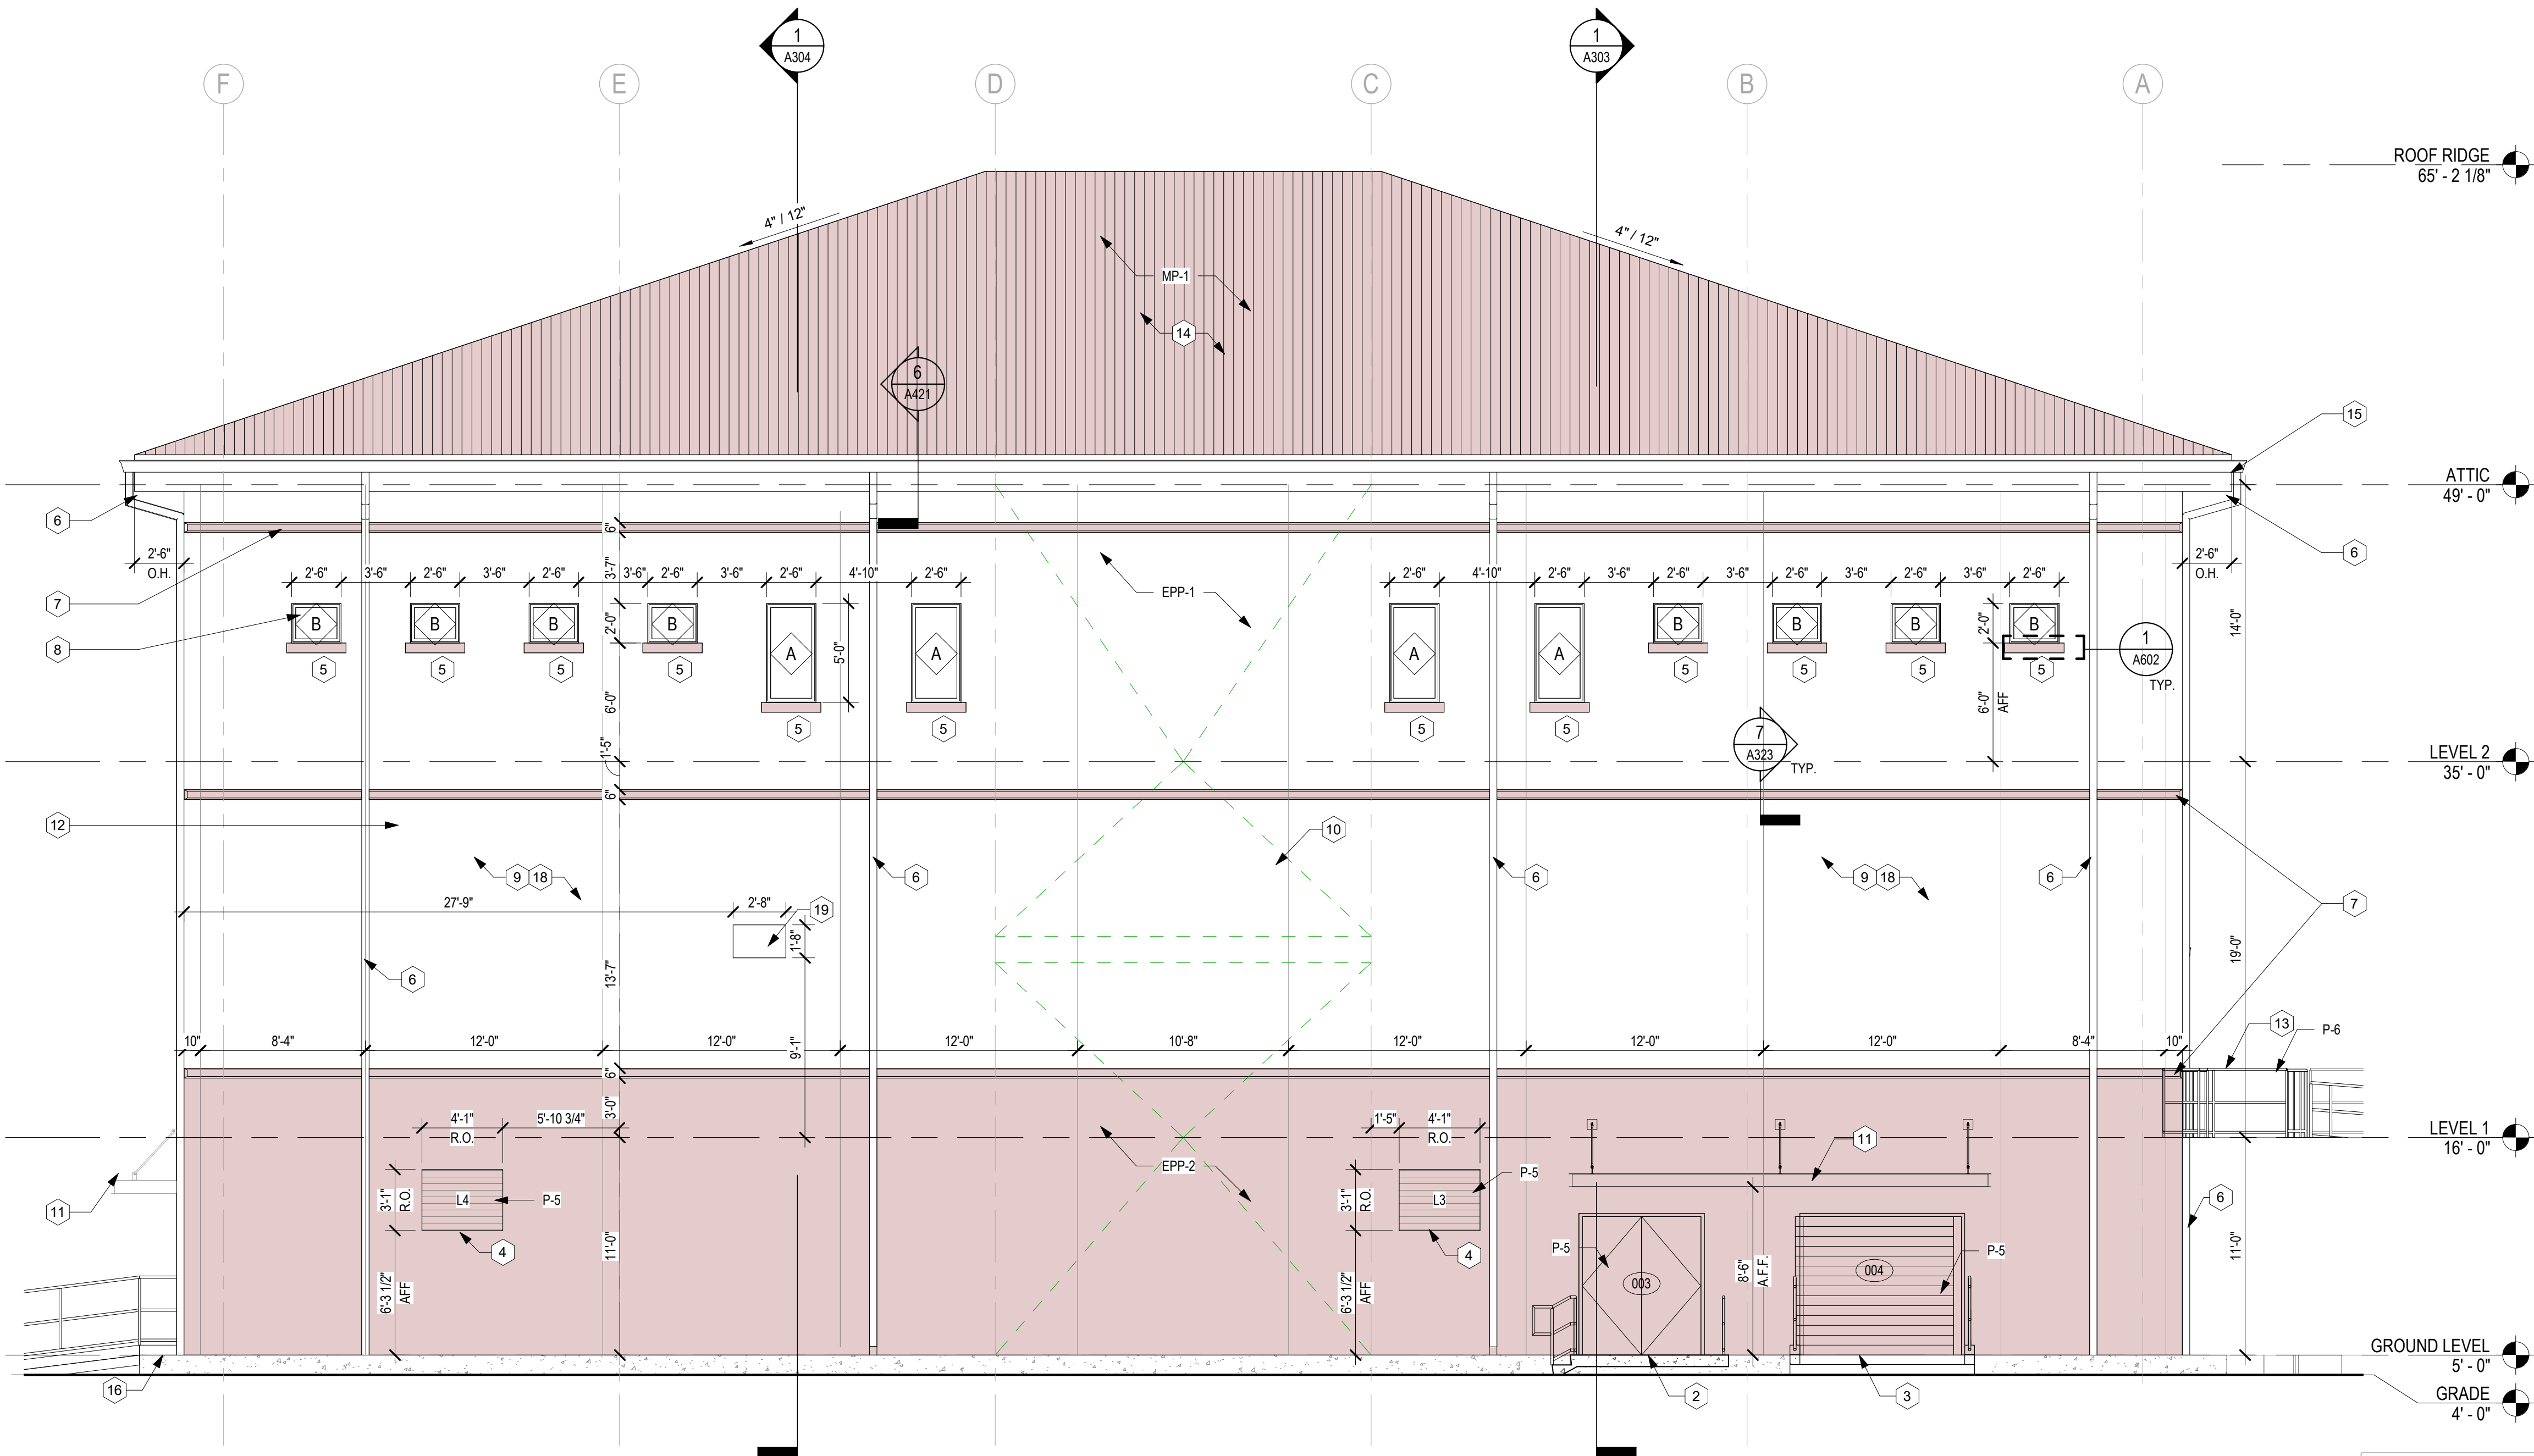 1
A304
1
A303
F
E
D
C
B
A
ROOF RIDGE
65' - 2 1/8"
4" / 12"
4" / 12"
MP-1
14
6
A421
15
ATTIC
49' - 0"
6
6
2'-6"
O.H.
2'-6"
O.H.
7
8
6"
3'-7"
2'-6" 3'-6" 2'-6" 3'-6" 2'-6" 3'-6" 2'-6" 3'-6" 2'-6" 4'-10" 2'-6"
2'-6" 4'-10" 2'-6" 3'-6" 2'-6" 3'-6" 2'-6" 3'-6" 2'-6" 3'-6" 2'-6"
EPP-1
B B B B A A
A A B B B B
2'-0"
5'-0"
2'-0"
14'-0"
5 5 5 5 5 5
5 5 5 5 5 5
1
A602
TYP.
6'-0"
6'-0"
AFF
1'-5"
7
A323
TYP.
LEVEL 2
35' - 0"
6"
12
10
9 18
6
6
9 18
6
7
27'-9"
2'-8"
19
1'-8"
6
13'-7"
19'-0"
9'-1"
10" 8'-4" 12'-0" 12'-0" 12'-0" 10'-8" 12'-0" 12'-0" 12'-0" 8'-4" 10"
13
P-6
6"
3'-0"
4'-1"
R.O.
5'-10 3/4"
1'-5"
4'-1"
R.O.
LEVEL 1
16' - 0"
11
EPP-2
11
3'-1"
R.O.
L4
P-5
3'-1"
R.O.
L3
P-5
6
4
4
11'-0"
6'-3 1/2"
AFF
6'-3 1/2"
AFF
P-5
003
8'-6"
A.F.F.
004
P-5
11'-0"
GROUND LEVEL
5' - 0"
16
2
3
GRADE
4' - 0"